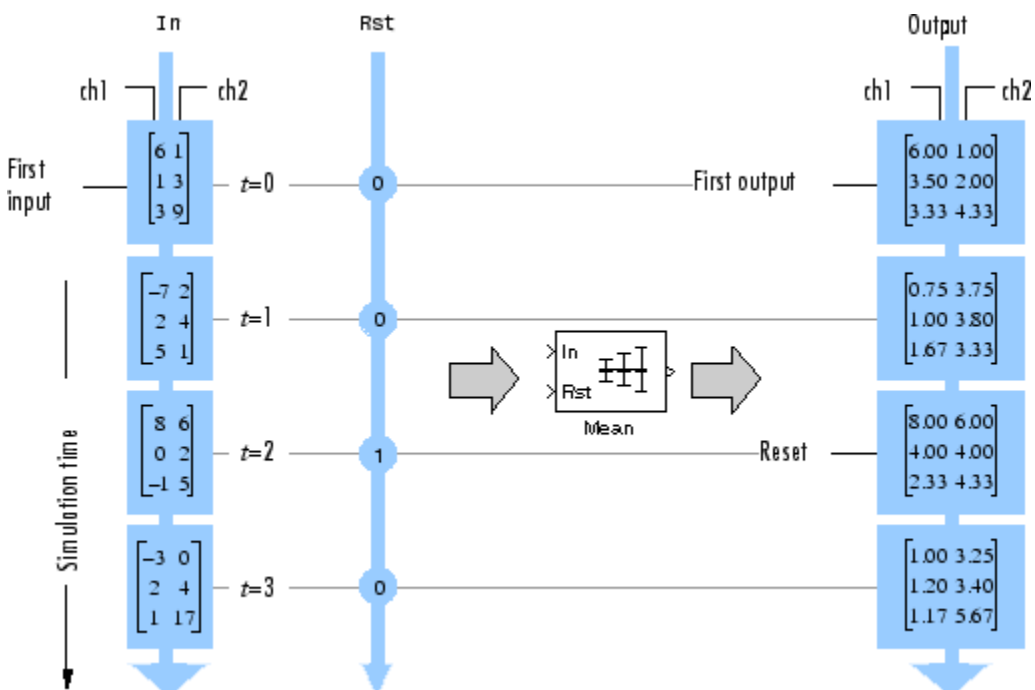 In
Rst
Output
ch1
ch2
ch1
ch2
First
input
6 1
1 3
3 9
t=0
0
First output
6.00 1.00
3.50 2.00
3.33 4.33
-7 2
2 4
5 1
t=1
0
0.75 3.75
1.00 3.80
1.67 3.33
In
Rst
Mean
Simulation time
8 6
0 2
-1 5
t=2
1
Reset
8.00 6.00
4.00 4.00
2.33 4.33
-3 0
2 4
1 17
t=3
0
1.00 3.25
1.20 3.40
1.17 5.67